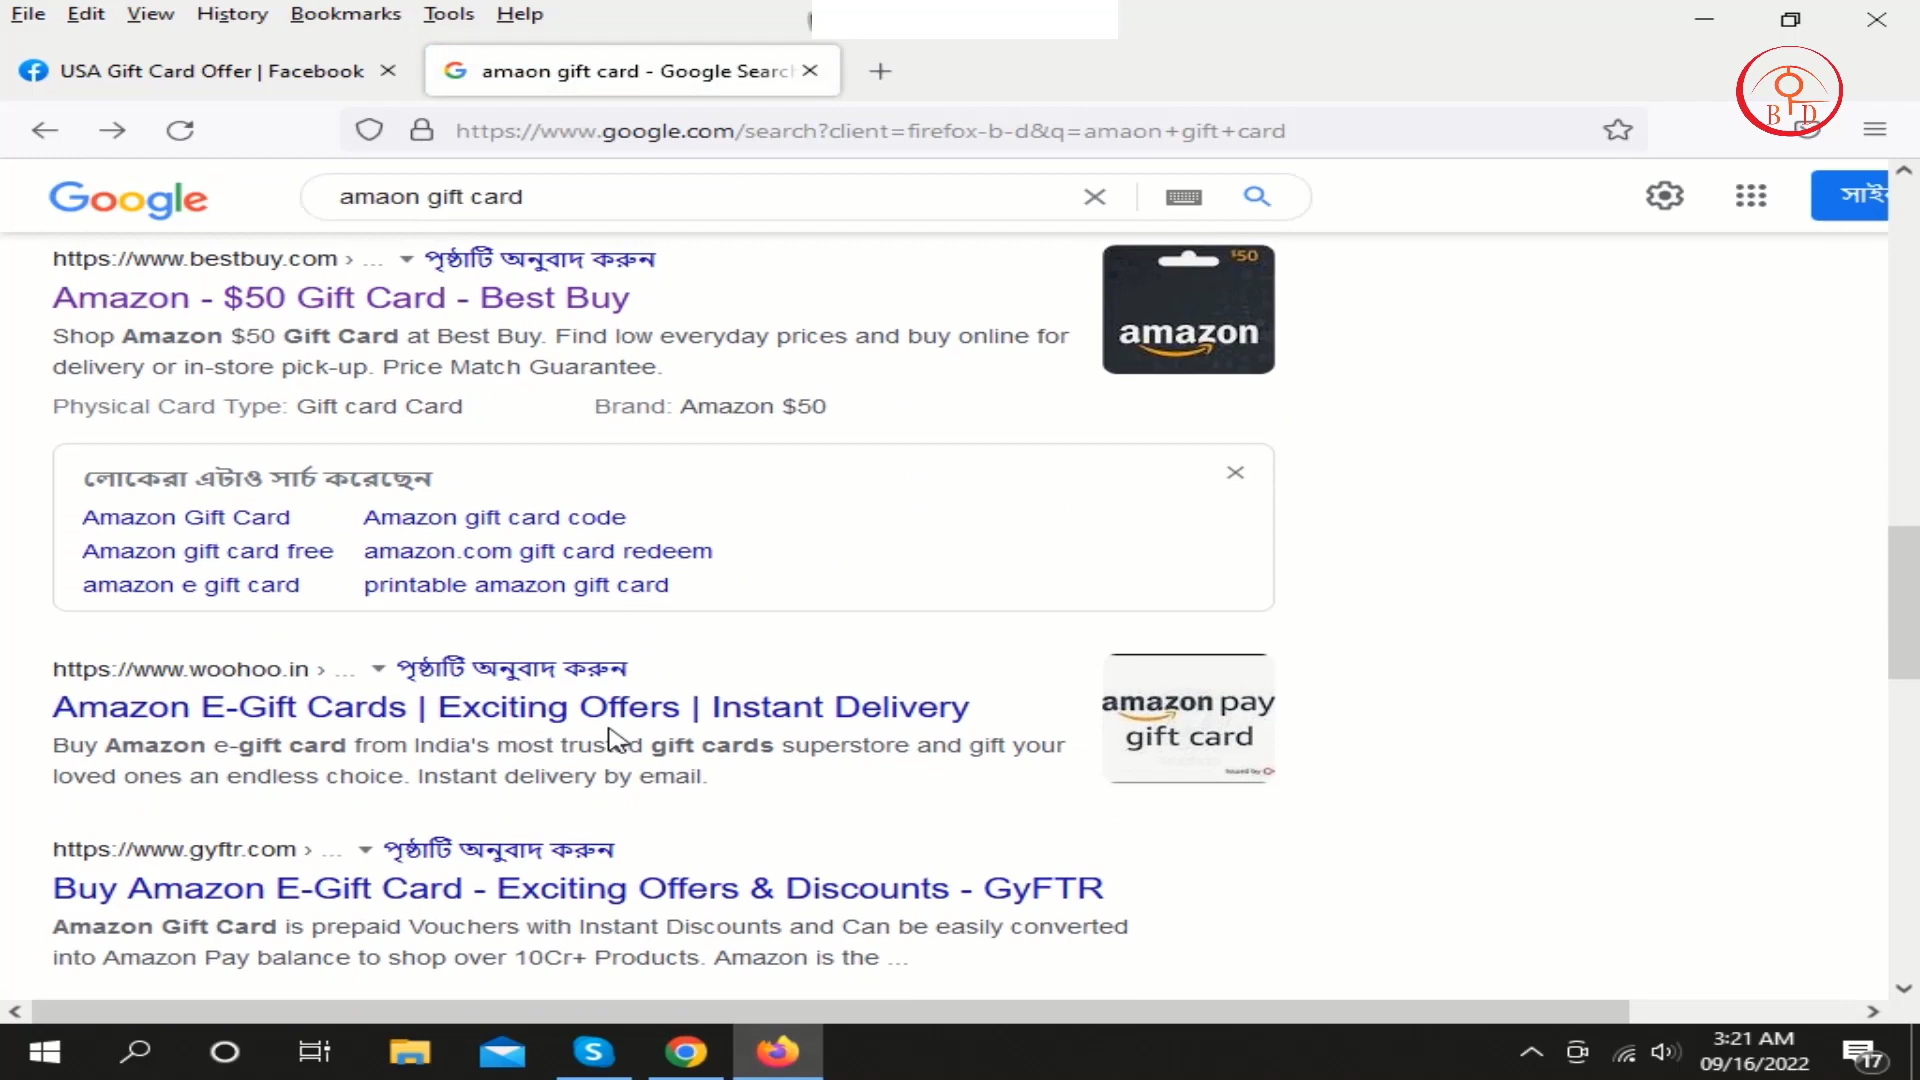 File Edit View History Bookmarks Tools Help
USA Gift Card Offer | Facebook
amaon gift card - Google Searc
B D
https://www.google.com/search?client=firefox-b-d&q=amaon+gift+card
Google
amaon gift card
https://www.bestbuy.com › ... পৃষ্ঠাটি অনুবাদ করুন
Amazon - $50 Gift Card - Best Buy
Shop Amazon $50 Gift Card at Best Buy. Find low everyday prices and buy online for
delivery or in-store pick-up. Price Match Guarantee.
Physical Card Type: Gift card Card Brand: Amazon $50
$50
amazon
লোকেরা এটাও সার্চ করেছেন
Amazon Gift Card Amazon gift card code
Amazon gift card free amazon.com gift card redeem
amazon e gift card printable amazon gift card
https://www.woohoo.in › ... পৃষ্ঠাটি অনুবাদ করুন
Amazon E-Gift Cards | Exciting Offers | Instant Delivery
Buy Amazon e-gift card from India's most trusted gift cards superstore and gift your
loved ones an endless choice. Instant delivery by email.
amazon pay
gift card
https://www.gyftr.com › ... পৃষ্ঠাটি অনুবাদ করুন
Buy Amazon E-Gift Card - Exciting Offers & Discounts - GyFTR
Amazon Gift Card is prepaid Vouchers with Instant Discounts and Can be easily converted
into Amazon Pay balance to shop over 10Cr+ Products. Amazon is the ...
3:21 AM
09/16/2022
17